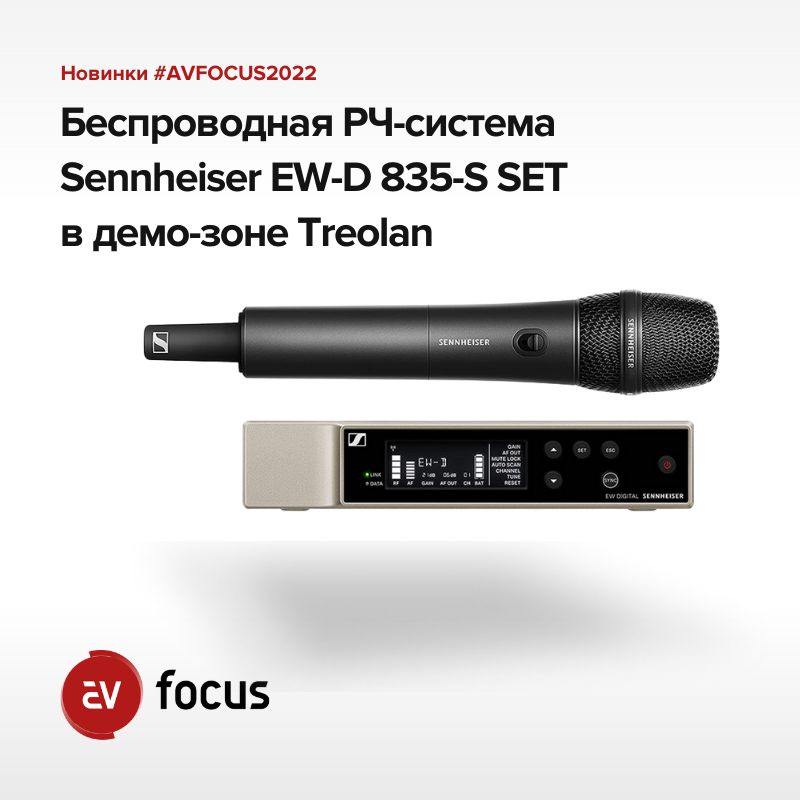 Новинки #AVFOCUS2022
Беспроводная РЧ-система
Sennheiser EW-D 835-S SET
в демо-зоне Treolan
SENNHEISER
SENNHEISER
EW-D
LINK
DATA
RF AF GAIN AF OUT CH BAT
GAIN
AF OUT
MUTE LOCK
AUTO SCAN
CHANNEL
TUNE
RESET
SET
ESC
SYNC
EW DIGITAL SENNHEISER
AV focus